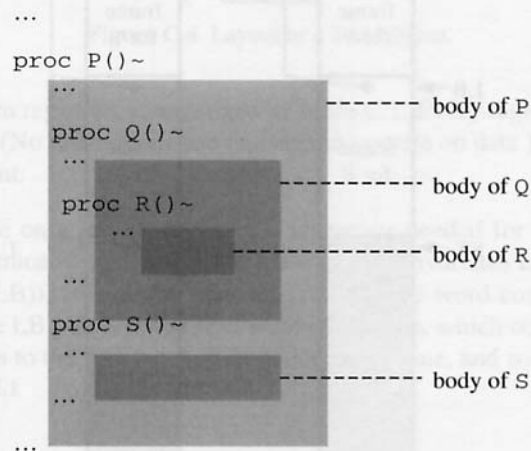 ...
proc P()~
...
body of P
proc Q()~
...
body of Q
proc R()~
...
body of R
...
proc S()~
...
body of S
...
...